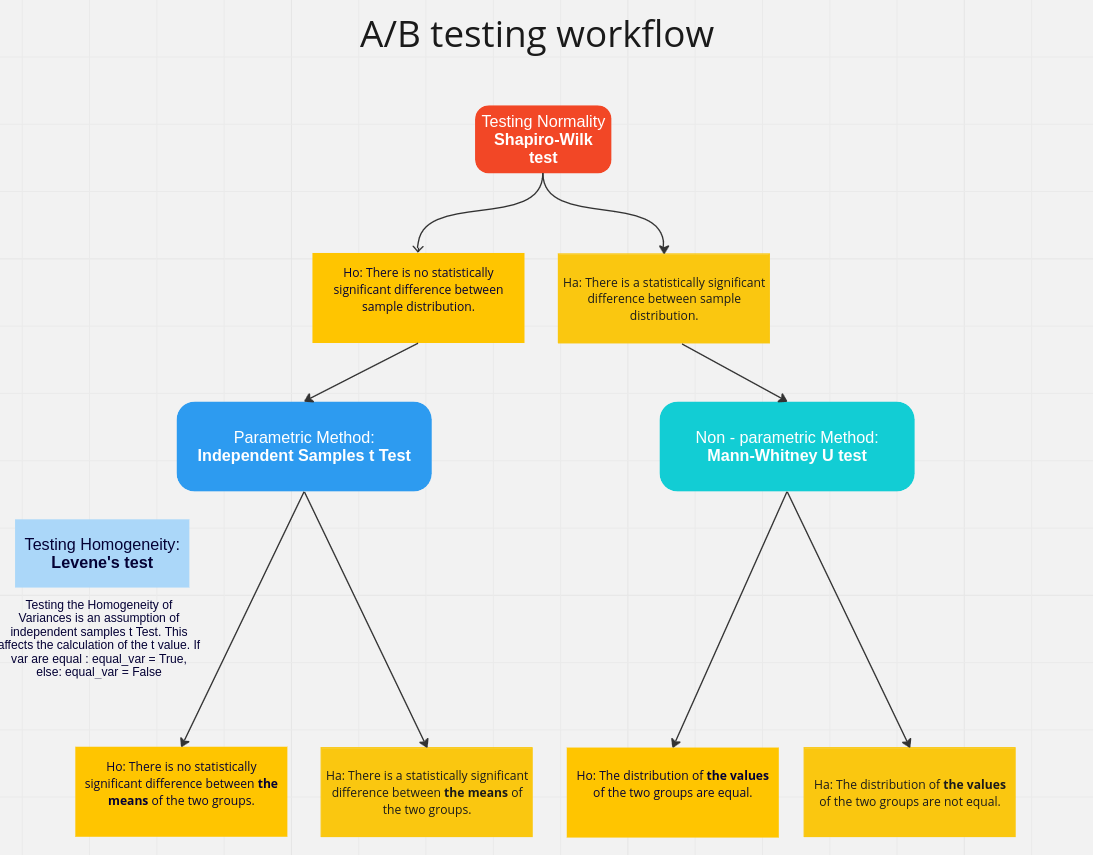 A/B testing workflow
Testing Normality
Shapiro-Wilk
test
Ho: There is no statistically
significant difference between
sample distribution.
Ha: There is a statistically significant
difference between sample
distribution.
Parametric Method:
Independent Samples t Test
Non - parametric Method:
Mann-Whitney U test
Testing Homogeneity:
Levene's test
Testing the Homogeneity of
Variances is an assumption of
independent samples t Test. This
affects the calculation of the t value. If
var are equal : equal_var = True,
else: equal_var = False
Ho: There is no statistically
significant difference between the
means of the two groups.
Ha: There is a statistically significant
difference between the means of
the two groups.
Ho: The distribution of the values
of the two groups are equal.
Ha: The distribution of the values
of the two groups are not equal.